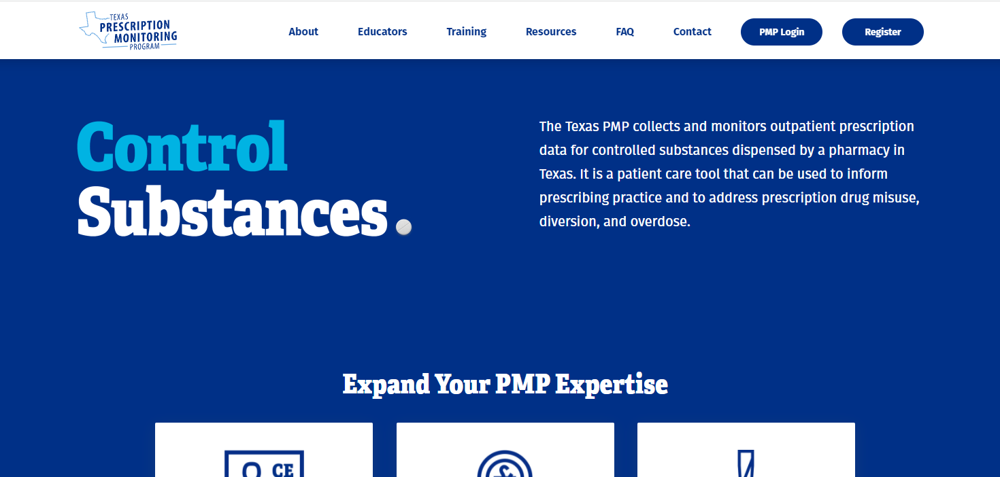 TEXAS
PRESCRIPTION
MONITORING
PROGRAM
About
Educators
Training
Resources
FAQ
Contact
PMP Login
Register
Control
Substances
The Texas PMP collects and monitors outpatient prescription
data for controlled substances dispensed by a pharmacy in
Texas. It is a patient care tool that can be used to inform
prescribing practice and to address prescription drug misuse,
diversion, and overdose.
Expand Your PMP Expertise
CE